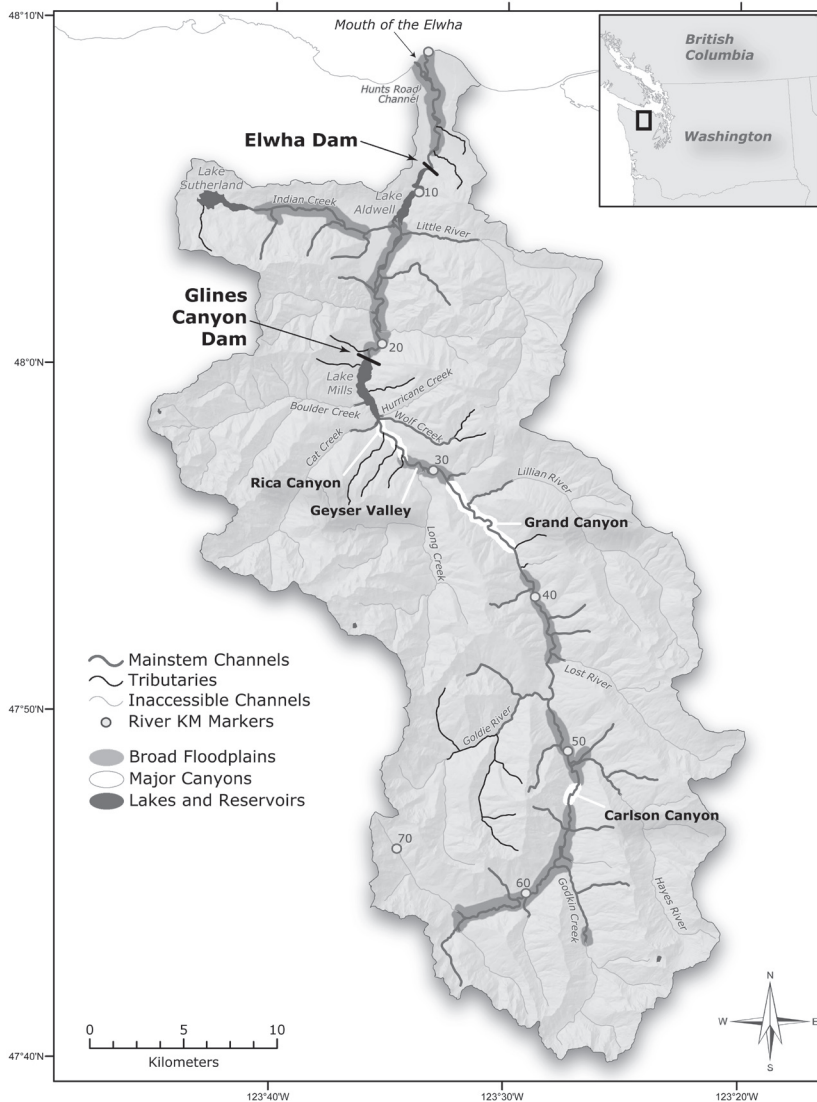 48°10'N
Mouth of the Elwha
Hunts Road
Channel
British
Columbia
Washington
Elwha Dam
Lake
Sutherland
Indian Creek
Lake
Aldwell
10
Little River
Glines
Canyon
Dam
20
48°0'N
Lake
Mills
Hurricane Creek
Boulder Creek
Wolf Creek
Cat Creek
30
Rica Canyon
Lillian River
Geyser Valley
Grand Canyon
Long Creek
40
Mainstem Channels
Tributaries
Inaccessible Channels
River KM Markers
Lost River
47°50'N
Goldie River
50
Broad Floodplains
Major Canyons
Lakes and Reservoirs
Carlson Canyon
70
60
Godkin Creek
Hayes River
N
W
E
S
0
5
10
Kilometers
47°40'N
123°40'W
123°30'W
123°20'W